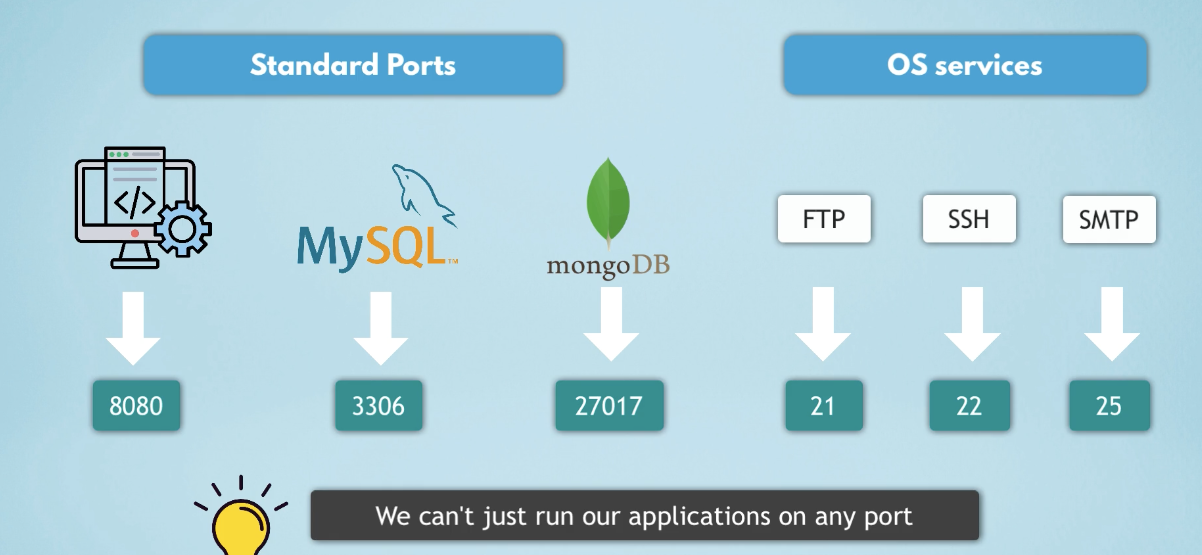 Standard Ports
OS services
</>
MySQL™
mongoDB
FTP
SSH
SMTP
8080
3306
27017
21
22
25
We can't just run our applications on any port